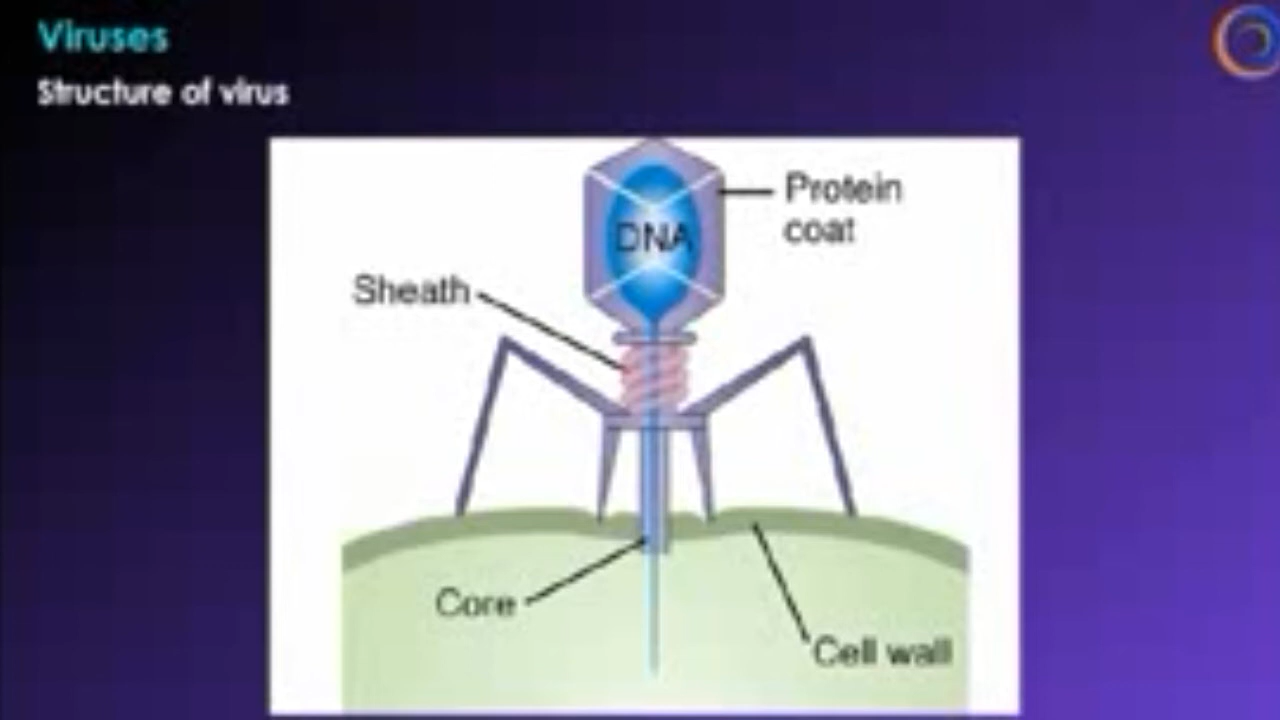 Viruses
Structure of virus
Protein
coat
DNA
Sheath
Core
Cell wall